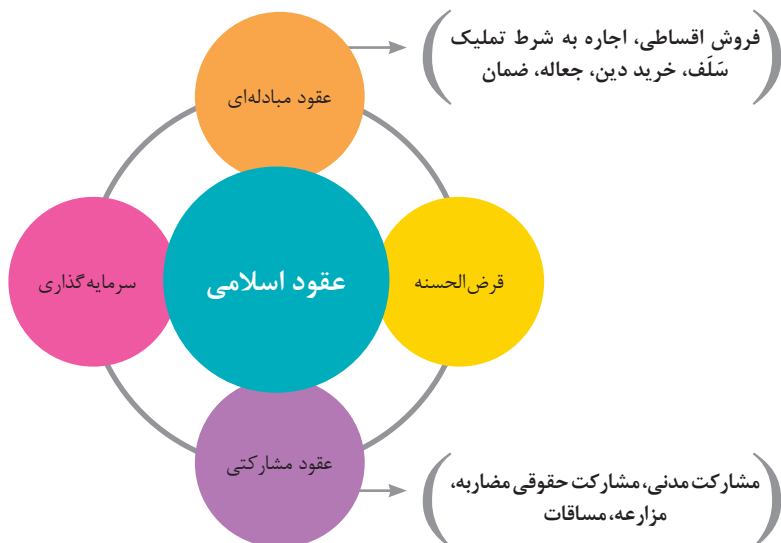 فروش اقساطی، اجاره به شرط تملیک
سَلَف، خرید دین، جعاله، ضمان
عقود مبادله‌ای
قرض‌الحسنه
عقود اسلامی
سرمایه‌گذاری
عقود مشارکتی
مشارکت مدنی، مشارکت حقوقی مضاربه،
مزارعه، مساقات